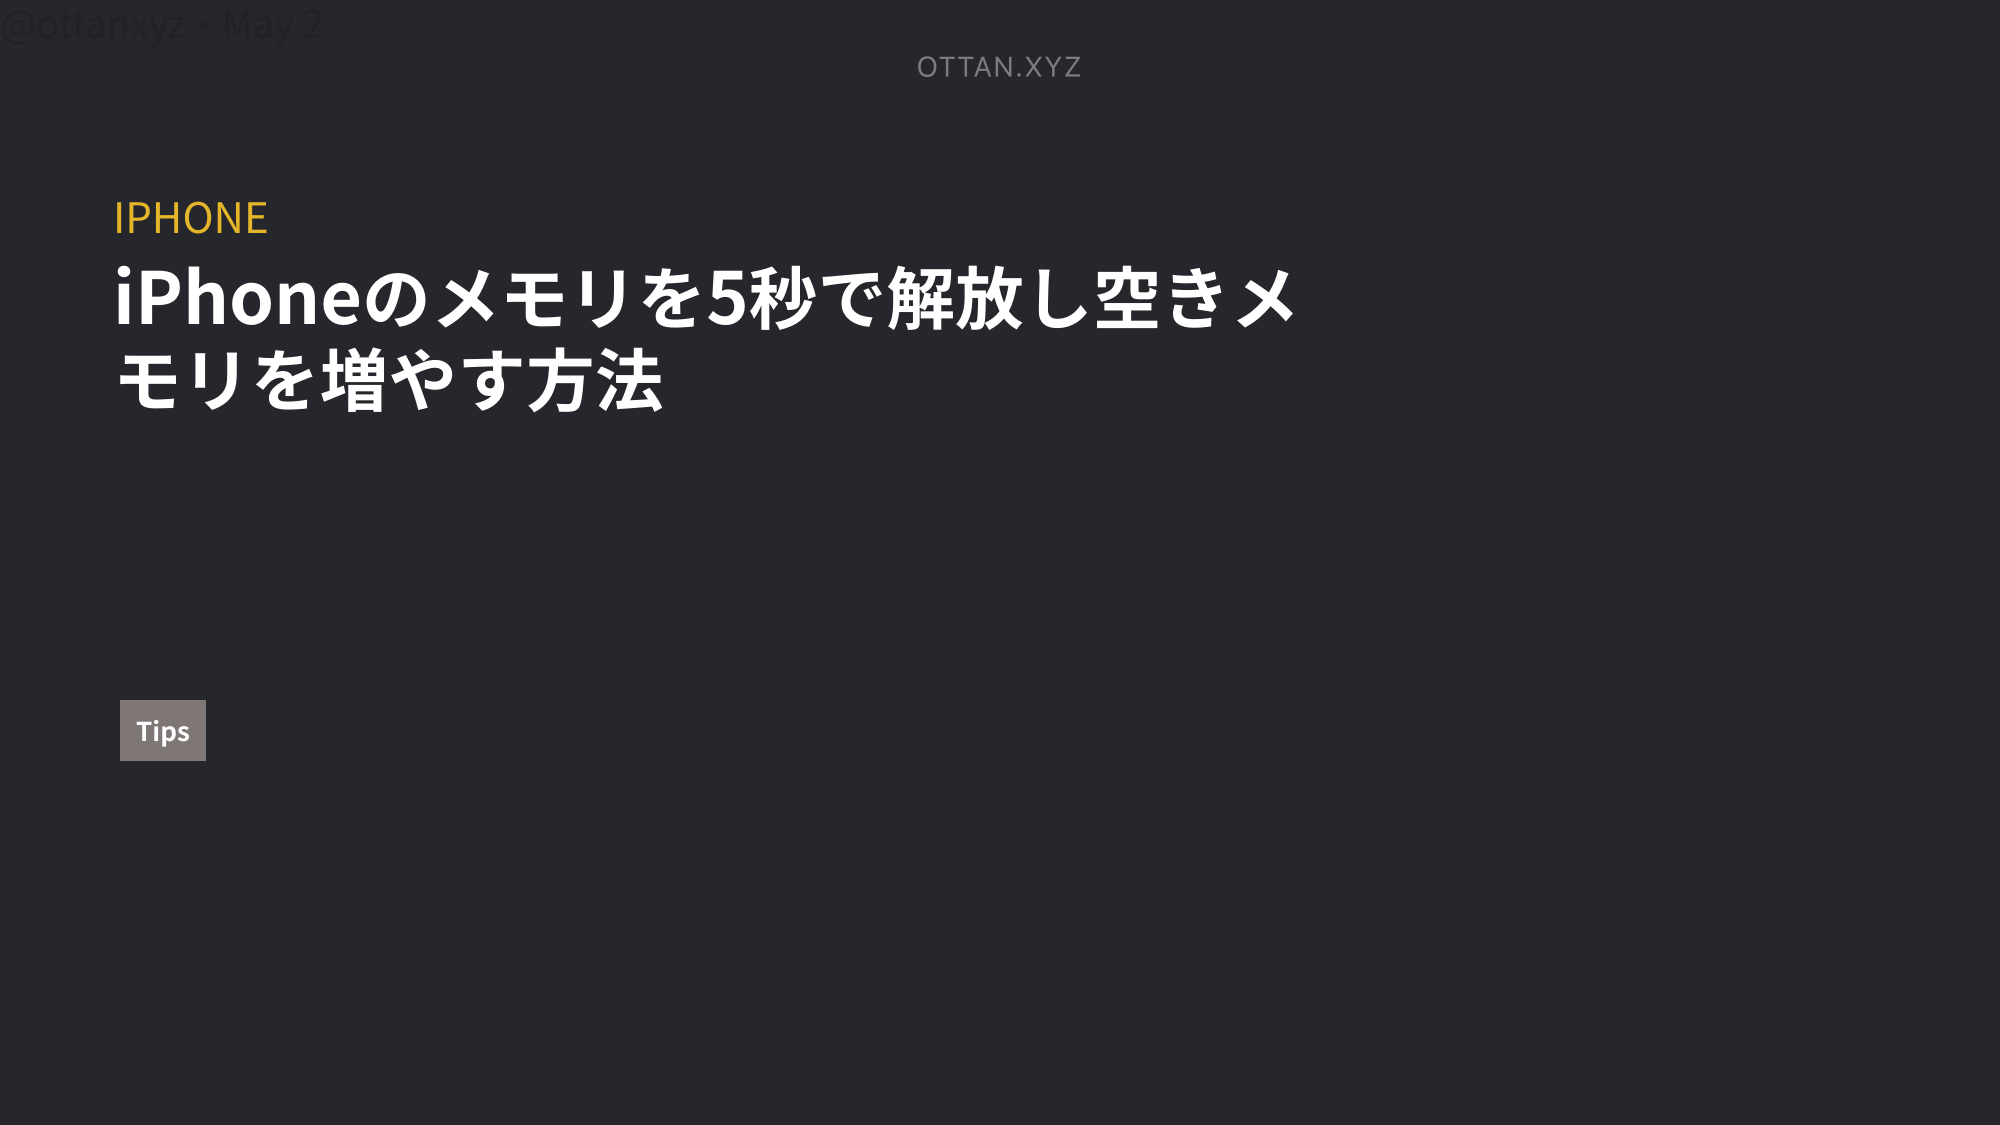 @ottanxyz・May 2
OTTAN.XYZ
IPHONE
iPhoneのメモリを5秒で解放し空きメ
モリを増やす方法
Tips